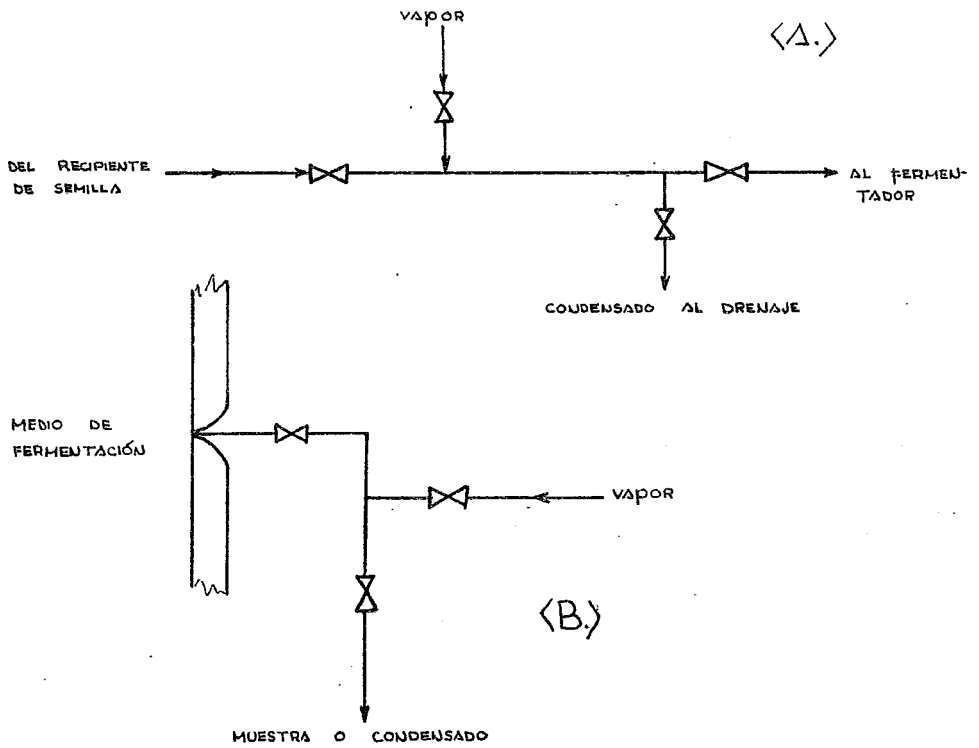 VAPOR
<A.>
DEL RECIPIENTE
DE SEMILLA
AL FERMEN-
TADOR
CONDENSADO AL DRENAJE
MEDIO DE
FERMENTACIÓN
VAPOR
<B.>
MUESTRA O CONDENSADO